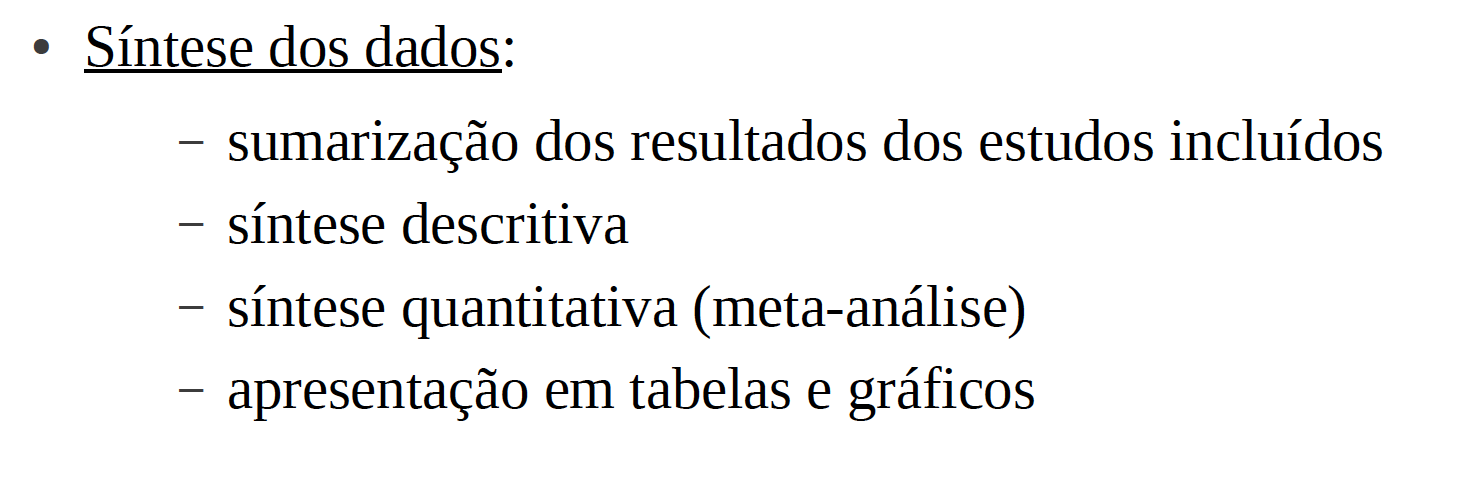 • Síntese dos dados:
– sumarização dos resultados dos estudos incluídos
– síntese descritiva
– síntese quantitativa (meta-análise)
– apresentação em tabelas e gráficos